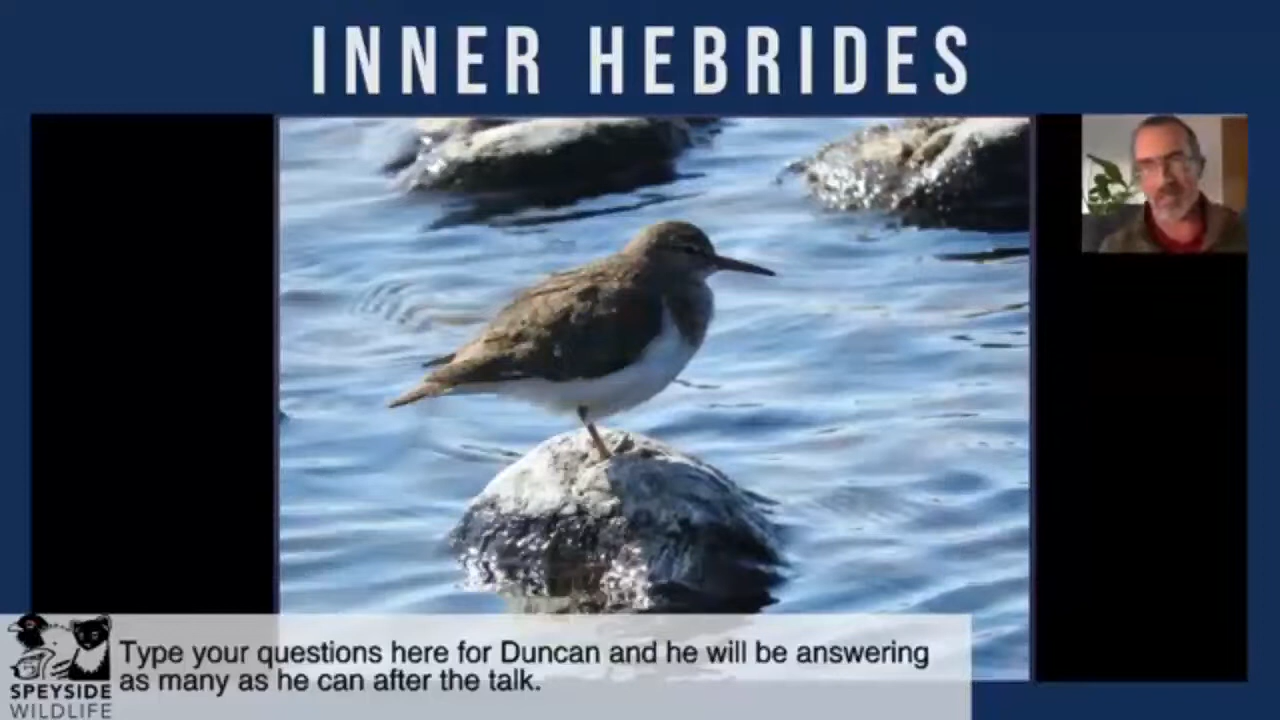 INNER HEBRIDES
Type your questions here for Duncan and he will be answering
as many as he can after the talk.
SPEYSIDE
WILDLIFE